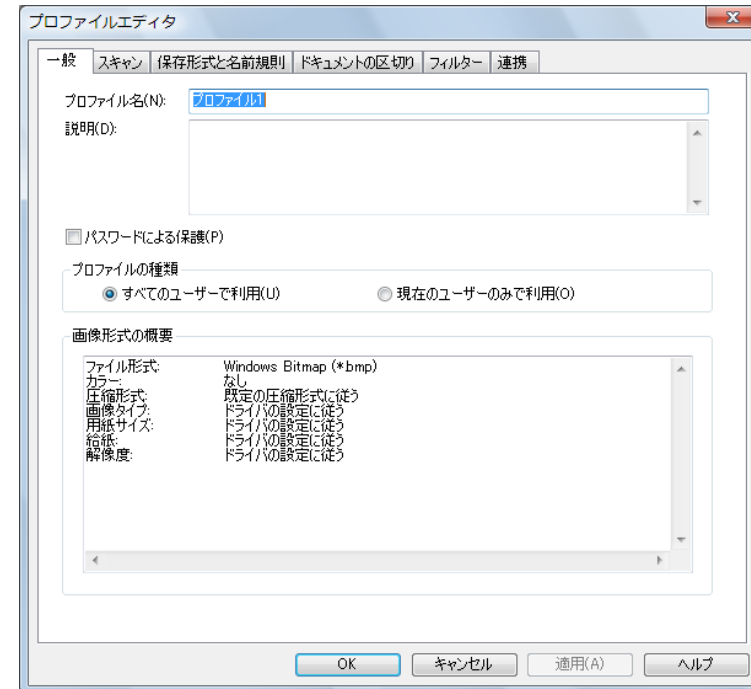 プロファイルエディタ
一般 スキャン 保存形式と名前規則 ドキュメントの区切り フィルター 連携
プロファイル名(N): プロファイル1
説明(D):
パスワードによる保護(P)
プロファイルの種類
すべてのユーザーで利用(U) 現在のユーザーのみで利用(O)
画像形式の概要
ファイル形式: Windows Bitmap (*bmp)
カラー: なし
圧縮形式: 既定の圧縮形式に従う
画像タイプ: ドライバの設定に従う
用紙サイズ: ドライバの設定に従う
給紙: ドライバの設定に従う
解像度: ドライバの設定に従う
OK キャンセル 適用(A) ヘルプ